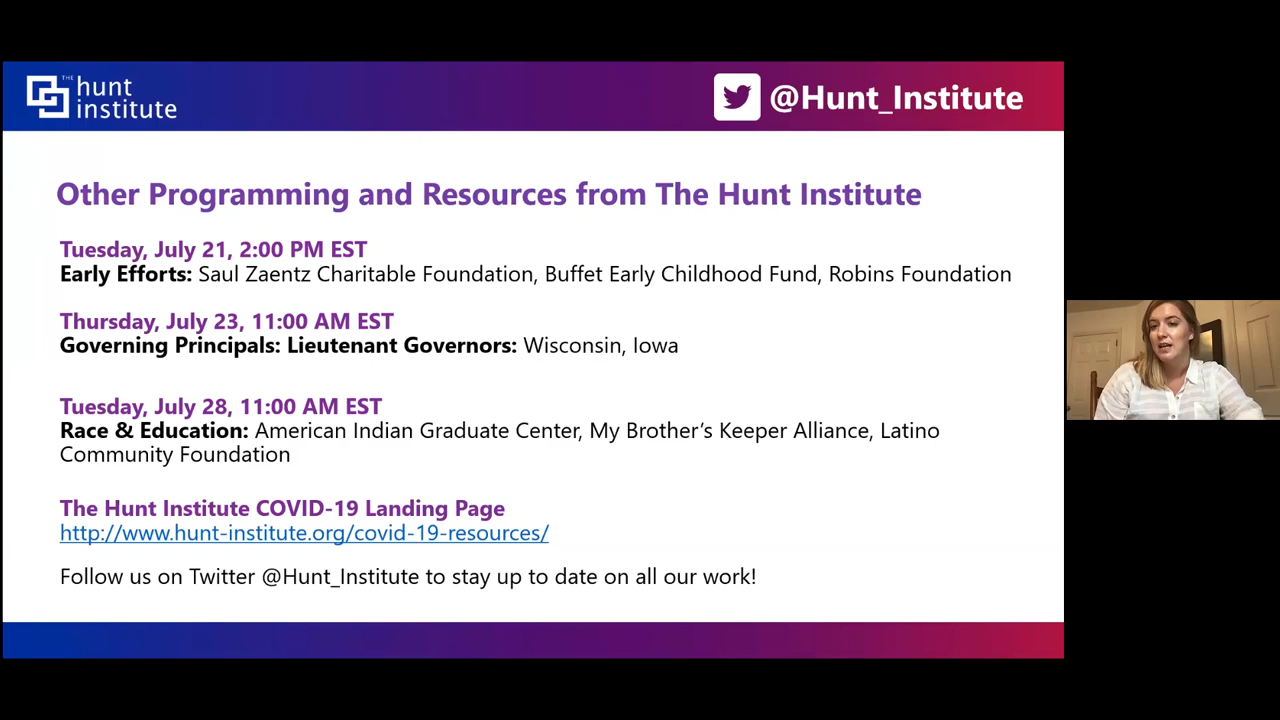 THE
hunt
institute
@Hunt_Institute
Other Programming and Resources from The Hunt Institute
Tuesday, July 21, 2:00 PM EST
Early Efforts: Saul Zaentz Charitable Foundation, Buffet Early Childhood Fund, Robins Foundation
Thursday, July 23, 11:00 AM EST
Governing Principals: Lieutenant Governors: Wisconsin, Iowa
Tuesday, July 28, 11:00 AM EST
Race & Education: American Indian Graduate Center, My Brother’s Keeper Alliance, Latino
Community Foundation
The Hunt Institute COVID-19 Landing Page
http://www.hunt-institute.org/covid-19-resources/
Follow us on Twitter @Hunt_Institute to stay up to date on all our work!